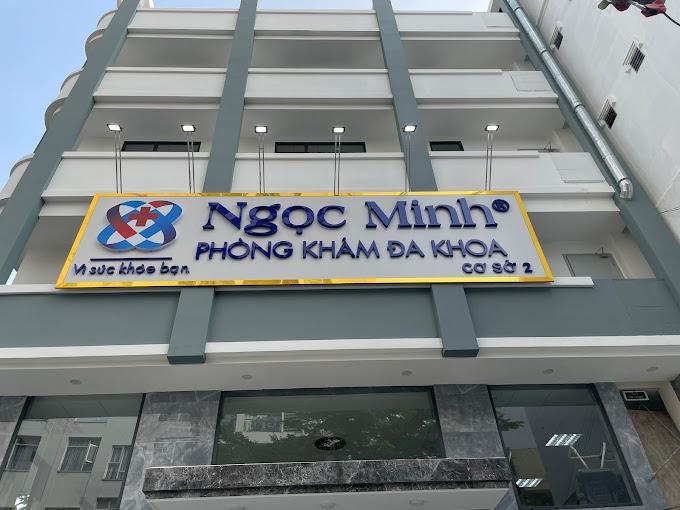 Ngọc Minh®
PHÒNG KHÁM ĐA KHOA
Vì sức khỏe bạn
CƠ SỞ 2